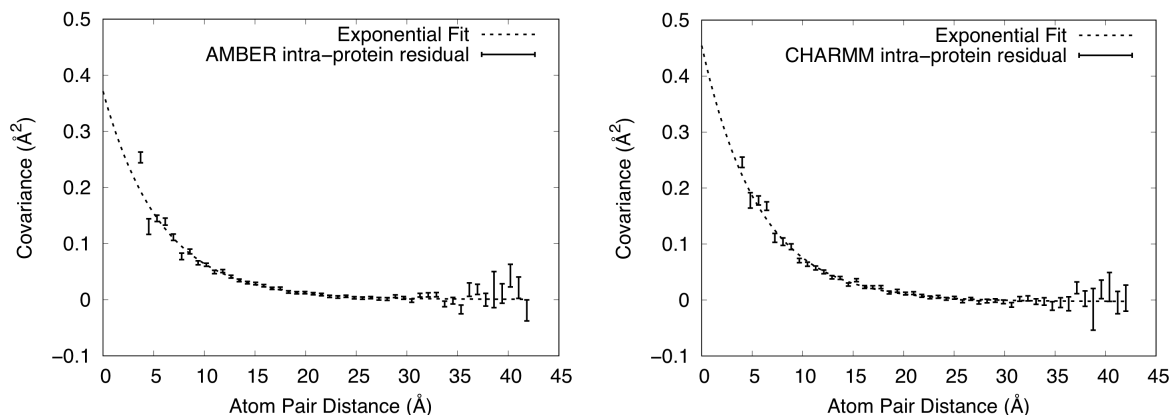 0.5
0.4
0.3
0.2
0.1
0
−0.1
Covariance (Å²)
0 5 10 15 20 25 30 35 40 45
Atom Pair Distance (Å)
Exponential Fit
AMBER intra−protein residual
0.5
0.4
0.3
0.2
0.1
0
−0.1
Covariance (Å²)
0 5 10 15 20 25 30 35 40 45
Atom Pair Distance (Å)
Exponential Fit
CHARMM intra−protein residual